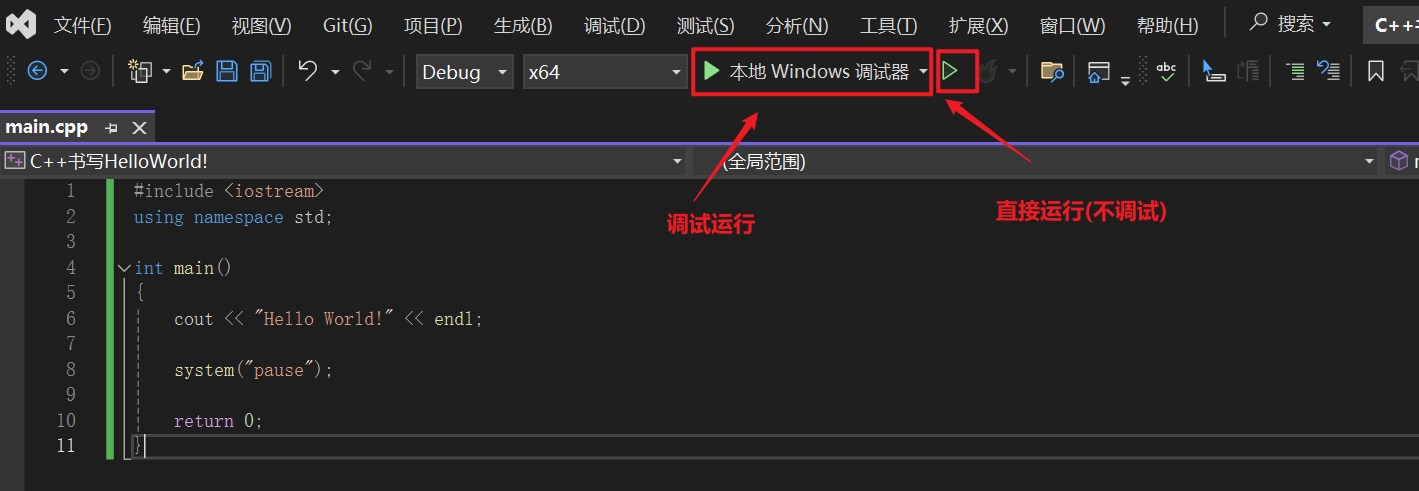 文件(F) 编辑(E) 视图(V) Git(G) 项目(P) 生成(B) 调试(D) 测试(S) 分析(N) 工具(T) 扩展(X) 窗口(W) 帮助(H) 搜索 C++
Debug x64 本地 Windows 调试器 abc
main.cpp
C++书写HelloWorld! (全局范围)
调试运行
直接运行(不调试)
1 #include <iostream>
2 using namespace std;
3
4 int main()
5 {
6 cout << "Hello World!" << endl;
7
8 system("pause");
9
10 return 0;
11 }